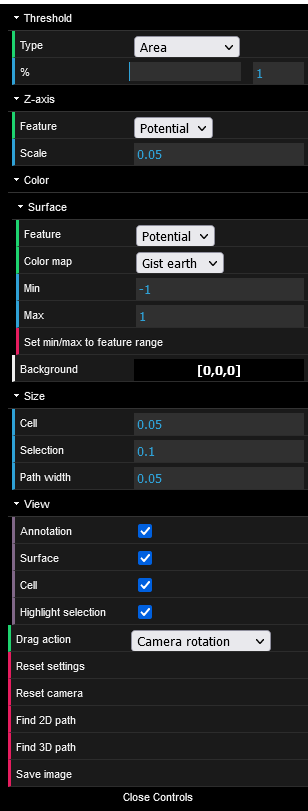 Threshold
Type Area
% 1
Z-axis
Feature Potential
Scale 0.05
Color
Surface
Feature Potential
Color map Gist earth
Min -1
Max 1
Set min/max to feature range
Background [0,0,0]
Size
Cell 0.05
Selection 0.1
Path width 0.05
View
Annotation
Surface
Cell
Highlight selection
Drag action Camera rotation
Reset settings
Reset camera
Find 2D path
Find 3D path
Save image
Close Controls